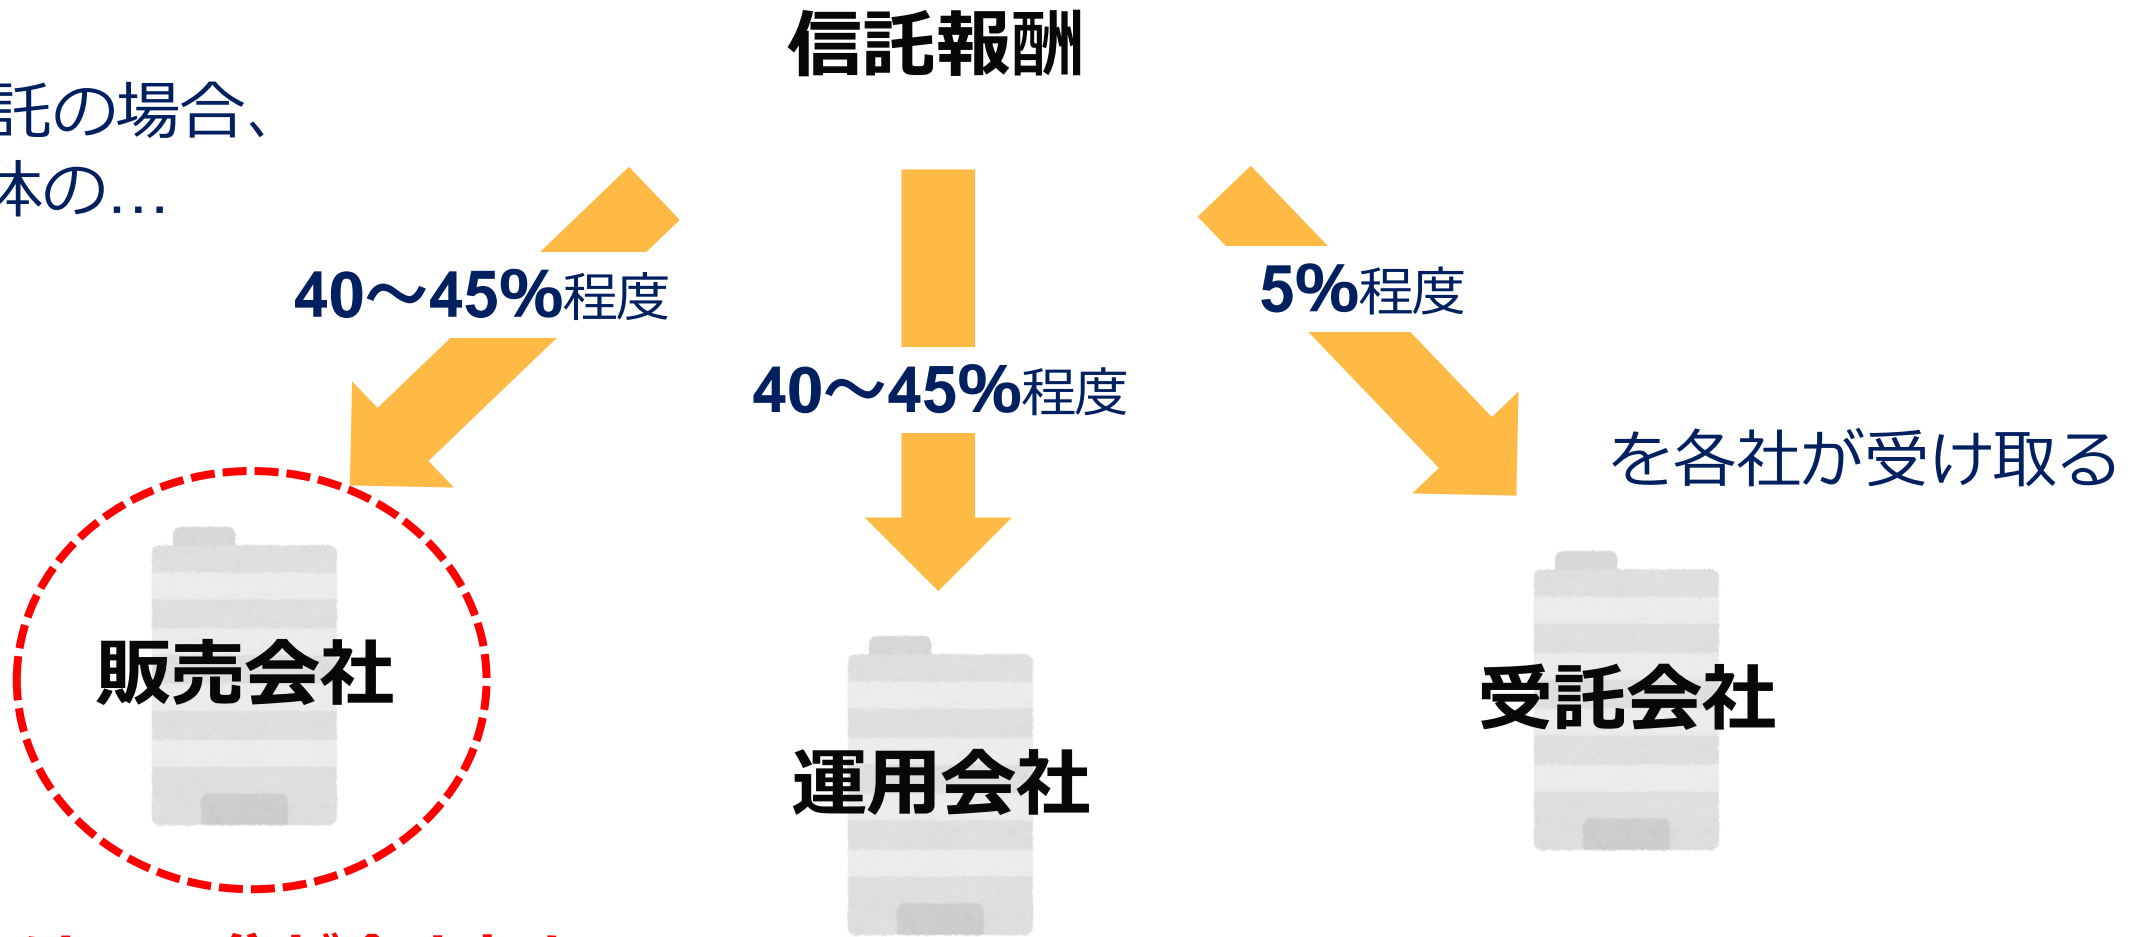 信託報酬
託の場合、
体の…
40～45%程度
40～45%程度
5%程度
を各社が受け取る
販売会社
運用会社
受託会社